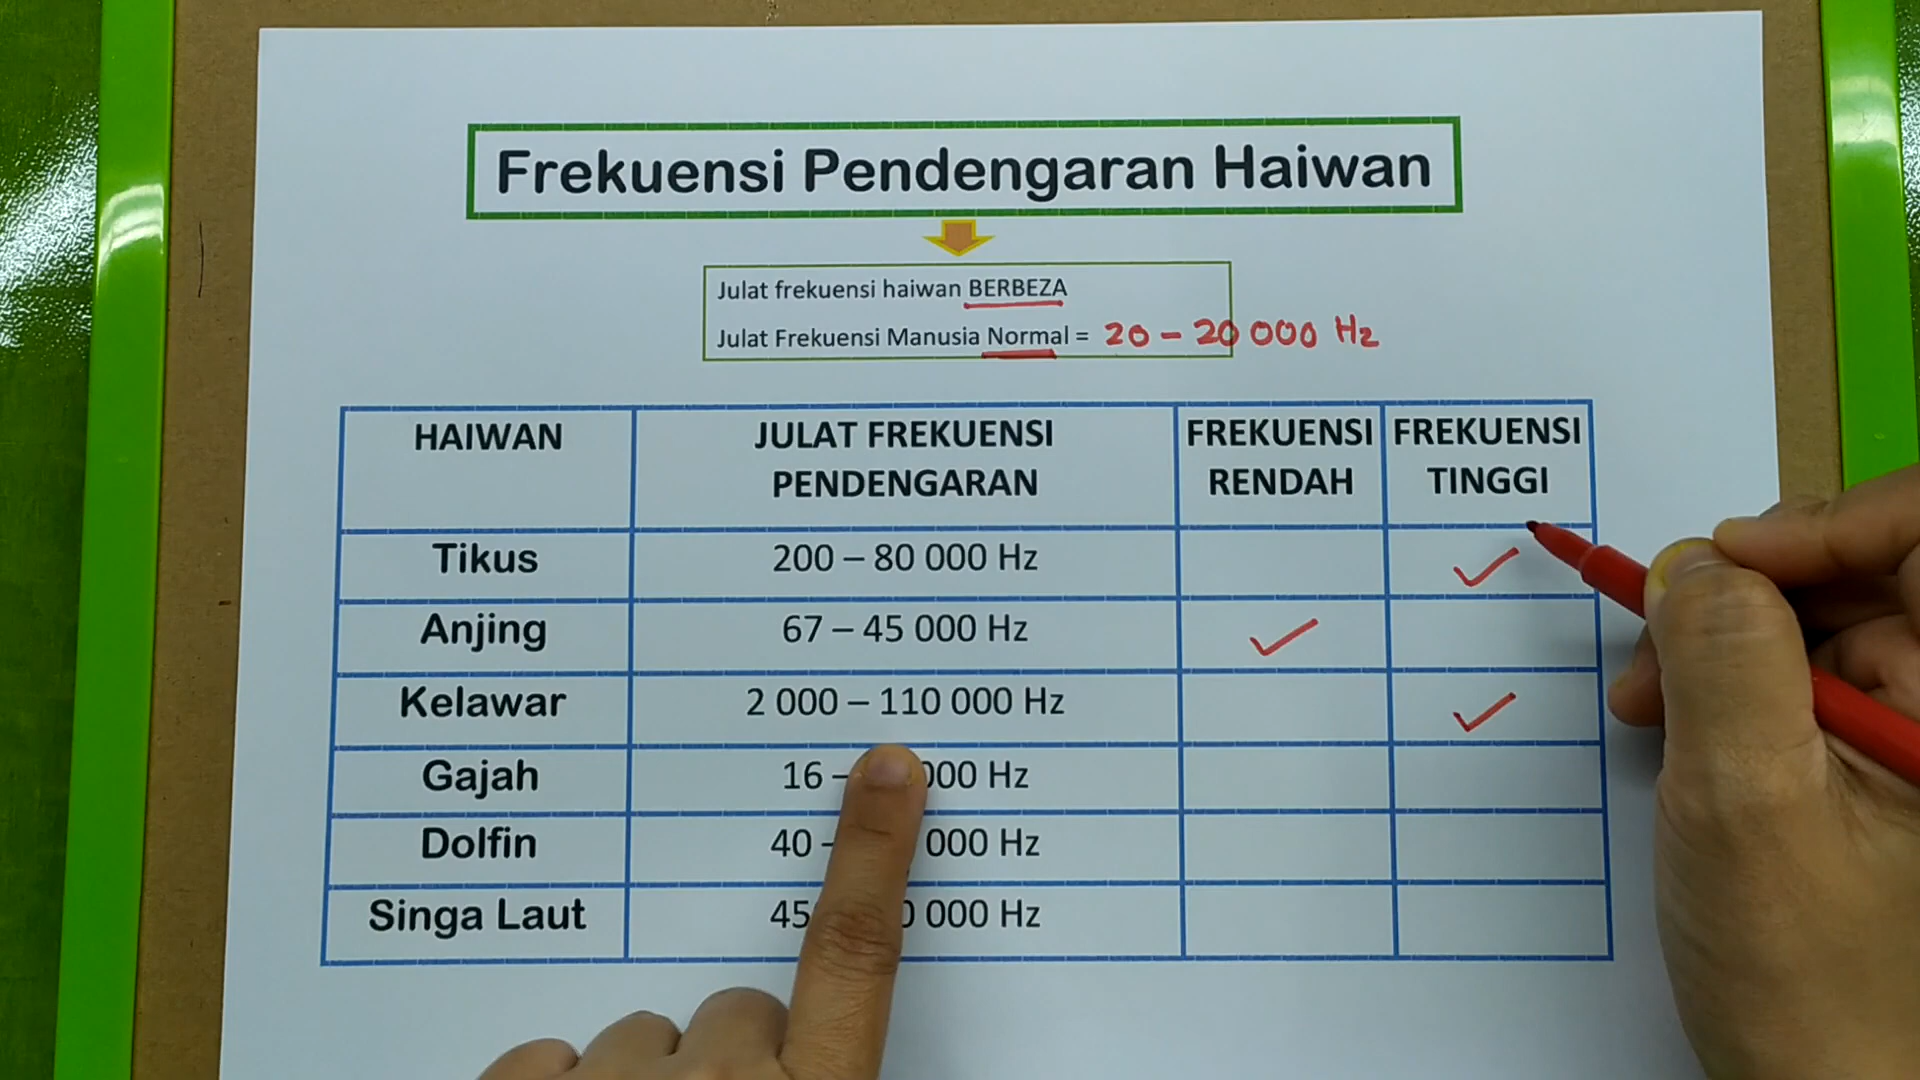 Frekuensi Pendengaran Haiwan
Julat frekuensi haiwan BERBEZA
Julat Frekuensi Manusia Normal = 20 – 20 000 Hz
HAIWAN JULAT FREKUENSI PENDENGARAN FREKUENSI RENDAH FREKUENSI TINGGI
Tikus 200 – 80 000 Hz ✓
Anjing 67 – 45 000 Hz ✓
Kelawar 2 000 – 110 000 Hz ✓
Gajah 16 – 000 Hz
Dolfin 40 – 000 Hz
Singa Laut 000 Hz